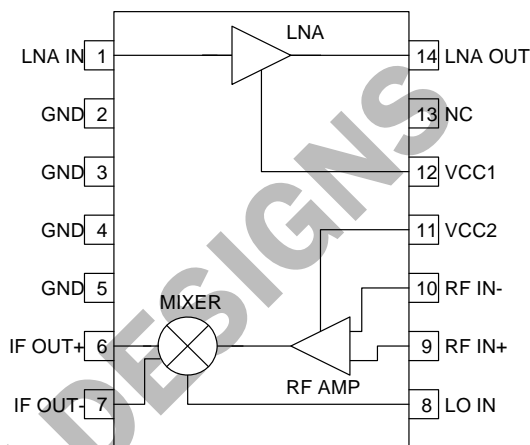 LNA
LNA IN 1
14 LNA OUT
GND 2
13 NC
GND 3
12 VCC1
GND 4
11 VCC2
GND 5
10 RF IN-
MIXER
IF OUT+ 6
9 RF IN+
RF AMP
IF OUT- 7
8 LO IN
DESIGNS